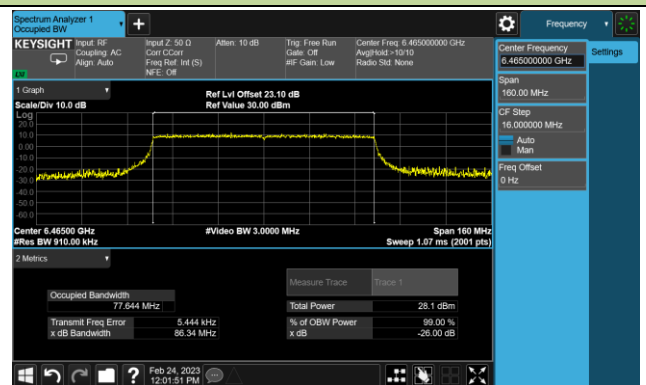 Spectrum Analyzer 1
Occupied BW
+
Frequency
KEYSIGHT
Input: RF
Coupling: AC
Align: Auto
Input Z: 50 Ω
Corr CCorr
Freq Ref: Int (S)
NFE: Off
Atten: 10 dB
Trig: Free Run
Gate: Off
#IF Gain: Low
Center Freq: 6.465000000 GHz
Avg|Hold:>10/10
Radio Std: None
Center Frequency
6.465000000 GHz
Settings
Span
160.00 MHz
CF Step
16.000000 MHz
Auto
Man
Freq Offset
0 Hz
1 Graph
Ref Lvl Offset 23.10 dB
Scale/Div 10.0 dB
Ref Value 30.00 dBm
Log
20.0
10.0
0.00
-10.0
-20.0
-30.0
-40.0
-50.0
-60.0
Center 6.46500 GHz
#Video BW 3.0000 MHz
Span 160 MHz
#Res BW 910.00 kHz
Sweep 1.07 ms (2001 pts)
2 Metrics
Measure Trace
Trace 1
Occupied Bandwidth
77.644 MHz
Total Power
28.1 dBm
Transmit Freq Error
5.444 kHz
% of OBW Power
99.00 %
x dB Bandwidth
86.34 MHz
x dB
-26.00 dB
?
Feb 24, 2023
12:01:51 PM